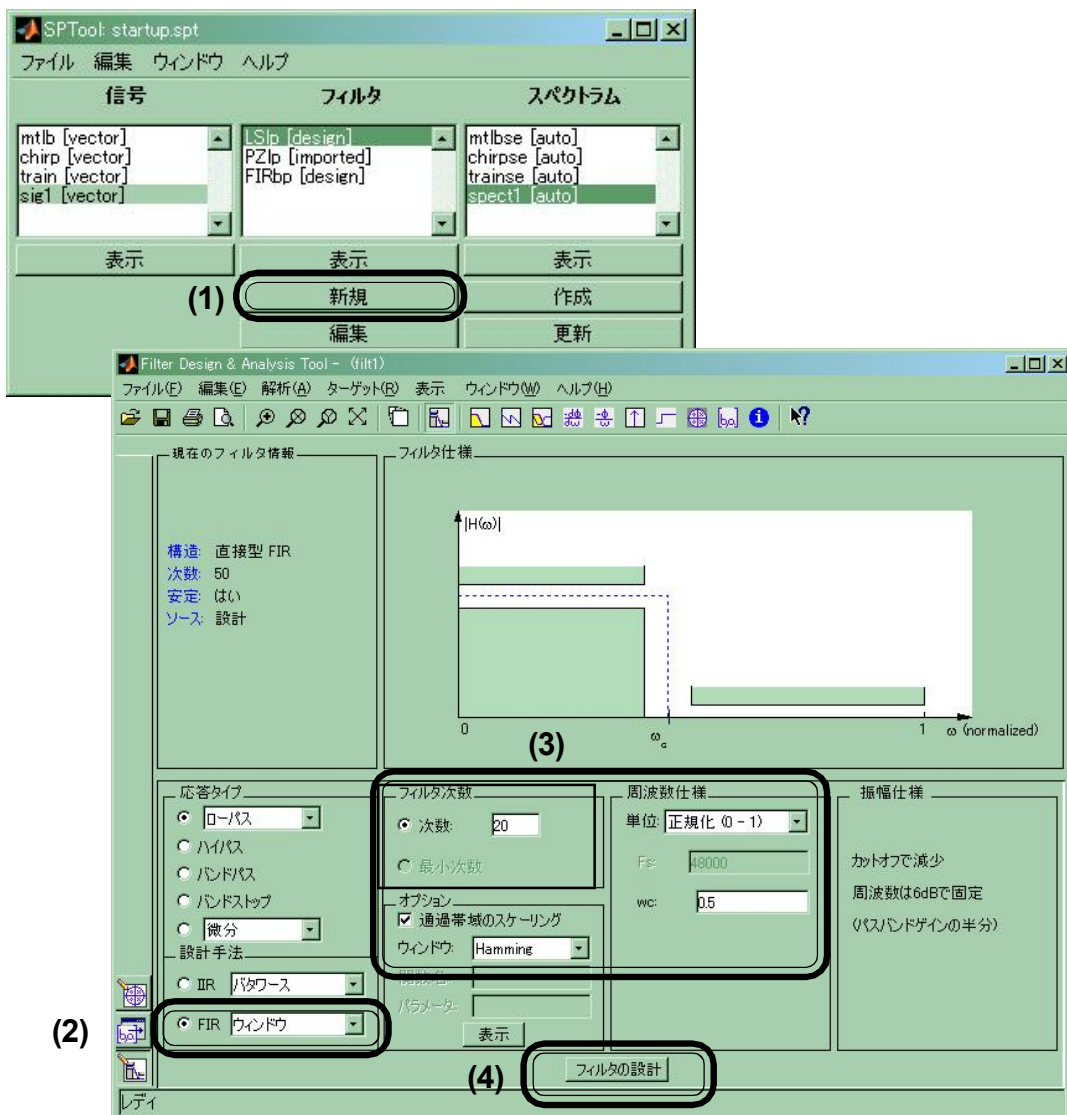 SPTool: startup.spt
ファイル 編集 ウィンドウ ヘルプ
信号 フィルタ スペクトラム
mtlb [vector]
chirp [vector]
train [vector]
sig1 [vector]
LSlp [design]
PZlp [imported]
FIRbp [design]
mtlbse [auto]
chirpse [auto]
trainse [auto]
spect1 [auto]
表示 表示 表示
(1) 新規 作成
編集 更新
Filter Design & Analysis Tool - (filt1)
ファイル(F) 編集(E) 解析(A) ターゲット(R) 表示 ウィンドウ(W) ヘルプ(H)
現在のフィルタ情報
構造: 直接型 FIR
次数: 50
安定: はい
ソース: 設計
フィルタ仕様
|H(ω)|
0 ωc 1 ω (normalized)
(3)
応答タイプ
ローパス
ハイパス
バンドパス
バンドストップ
微分
設計手法
IIR バタワース
(2) FIR ウィンドウ
フィルタ次数
次数: 20
最小次数
オプション
通過帯域のスケーリング
ウィンドウ: Hamming
関数名:
パラメータ:
表示
周波数仕様
単位: 正規化 (0 - 1)
Fs: 48000
wc: 0.5
振幅仕様
カットオフで減少
周波数は6dBで固定
(パスバンドゲインの半分)
(4) フィルタの設計
レディ